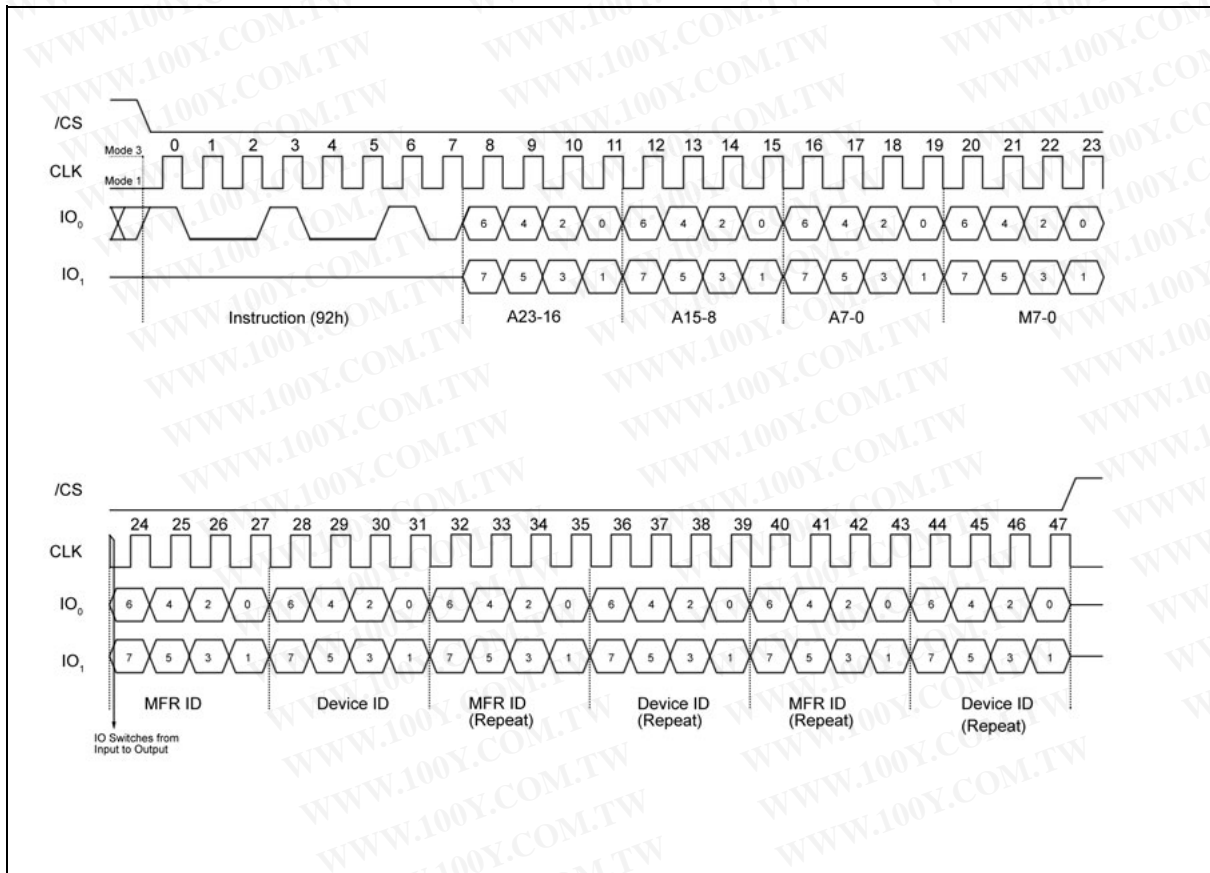 /CS
0 1 2 3 4 5 6 7 8 9 10 11 12 13 14 15 16 17 18 19 20 21 22 23
Mode 3
CLK
Mode 1
IO0 6 4 2 0 6 4 2 0 6 4 2 0 6 4 2 0
IO1 7 5 3 1 7 5 3 1 7 5 3 1 7 5 3 1
Instruction (92h) A23-16 A15-8 A7-0 M7-0
/CS
24 25 26 27 28 29 30 31 32 33 34 35 36 37 38 39 40 41 42 43 44 45 46 47
CLK
IO0 6 4 2 0 6 4 2 0 6 4 2 0 6 4 2 0 6 4 2 0 6 4 2 0
IO1 7 5 3 1 7 5 3 1 7 5 3 1 7 5 3 1 7 5 3 1 7 5 3 1
MFR ID Device ID MFR ID Device ID MFR ID Device ID
(Repeat) (Repeat) (Repeat) (Repeat)
IO Switches from
Input to Output
WWW.100Y.COM.TW